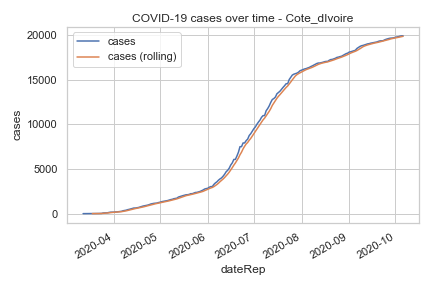 COVID-19 cases over time - Cote_dIvoire
cases
cases (rolling)
20000
15000
10000
5000
0
cases
2020-04
2020-05
2020-06
2020-07
2020-08
2020-09
2020-10
dateRep